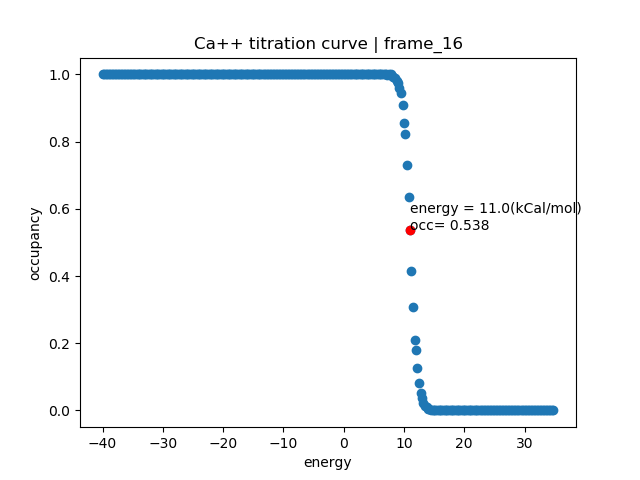 Ca++ titration curve | frame_16
1.0
0.8
0.6
0.4
0.2
0.0
occupancy
energy = 11.0(kCal/mol)
occ= 0.538
−40
−30
−20
−10
0
10
20
30
energy